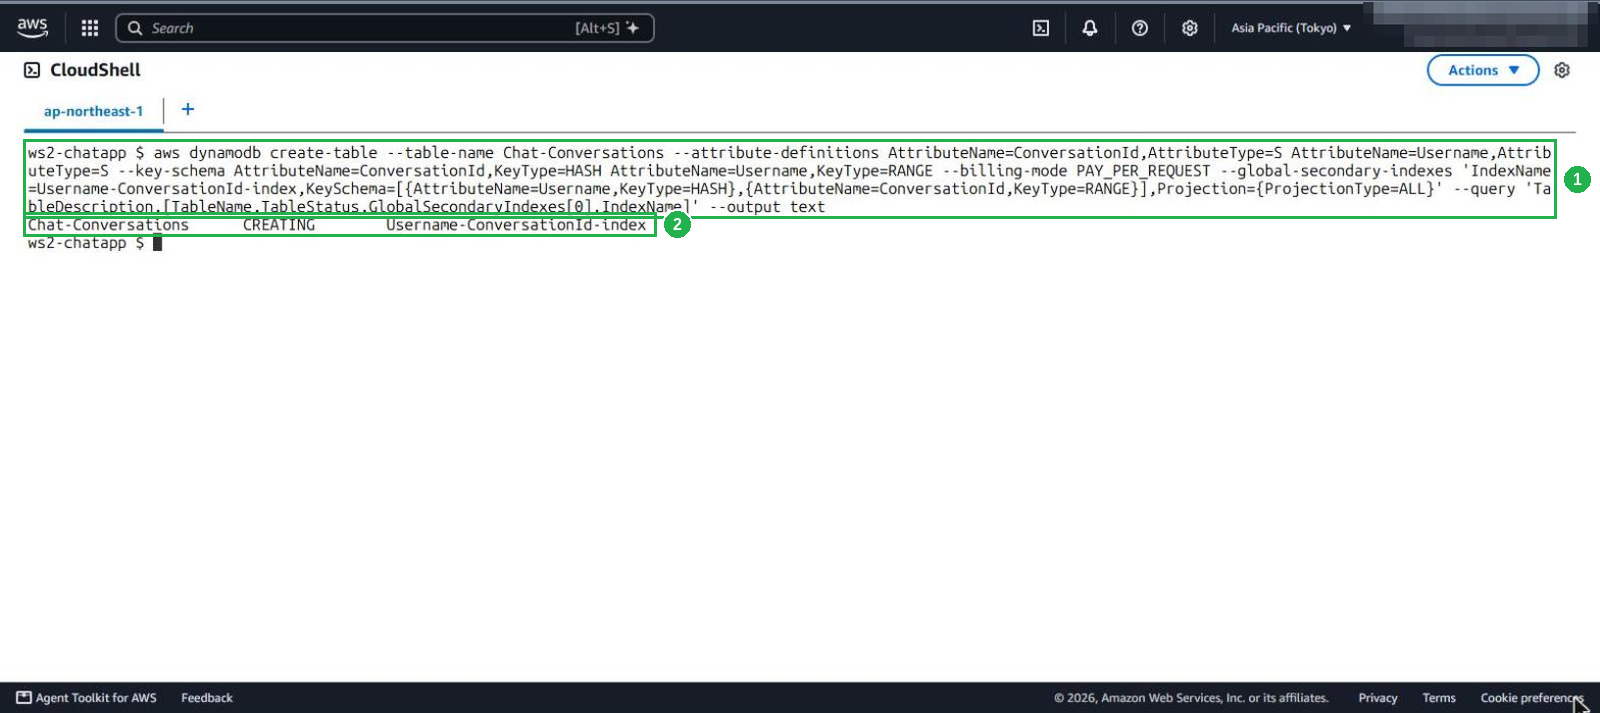 aws
Search [Alt+S]
Asia Pacific (Tokyo)
CloudShell
Actions
ap-northeast-1 +
ws2-chatapp $ aws dynamodb create-table --table-name Chat-Conversations --attribute-definitions AttributeName=ConversationId,AttributeType=S AttributeName=Username,Attrib
uteType=S --key-schema AttributeName=ConversationId,KeyType=HASH AttributeName=Username,KeyType=RANGE --billing-mode PAY_PER_REQUEST --global-secondary-indexes 'IndexName
=Username-ConversationId-index,KeySchema=[{AttributeName=Username,KeyType=HASH},{AttributeName=ConversationId,KeyType=RANGE}],Projection={ProjectionType=ALL}' --query 'Ta
bleDescription.[TableName,TableStatus,GlobalSecondaryIndexes[0].IndexName]' --output text
1
Chat-Conversations CREATING Username-ConversationId-index
2
ws2-chatapp $
Agent Toolkit for AWS Feedback © 2026, Amazon Web Services, Inc. or its affiliates. Privacy Terms Cookie preferences